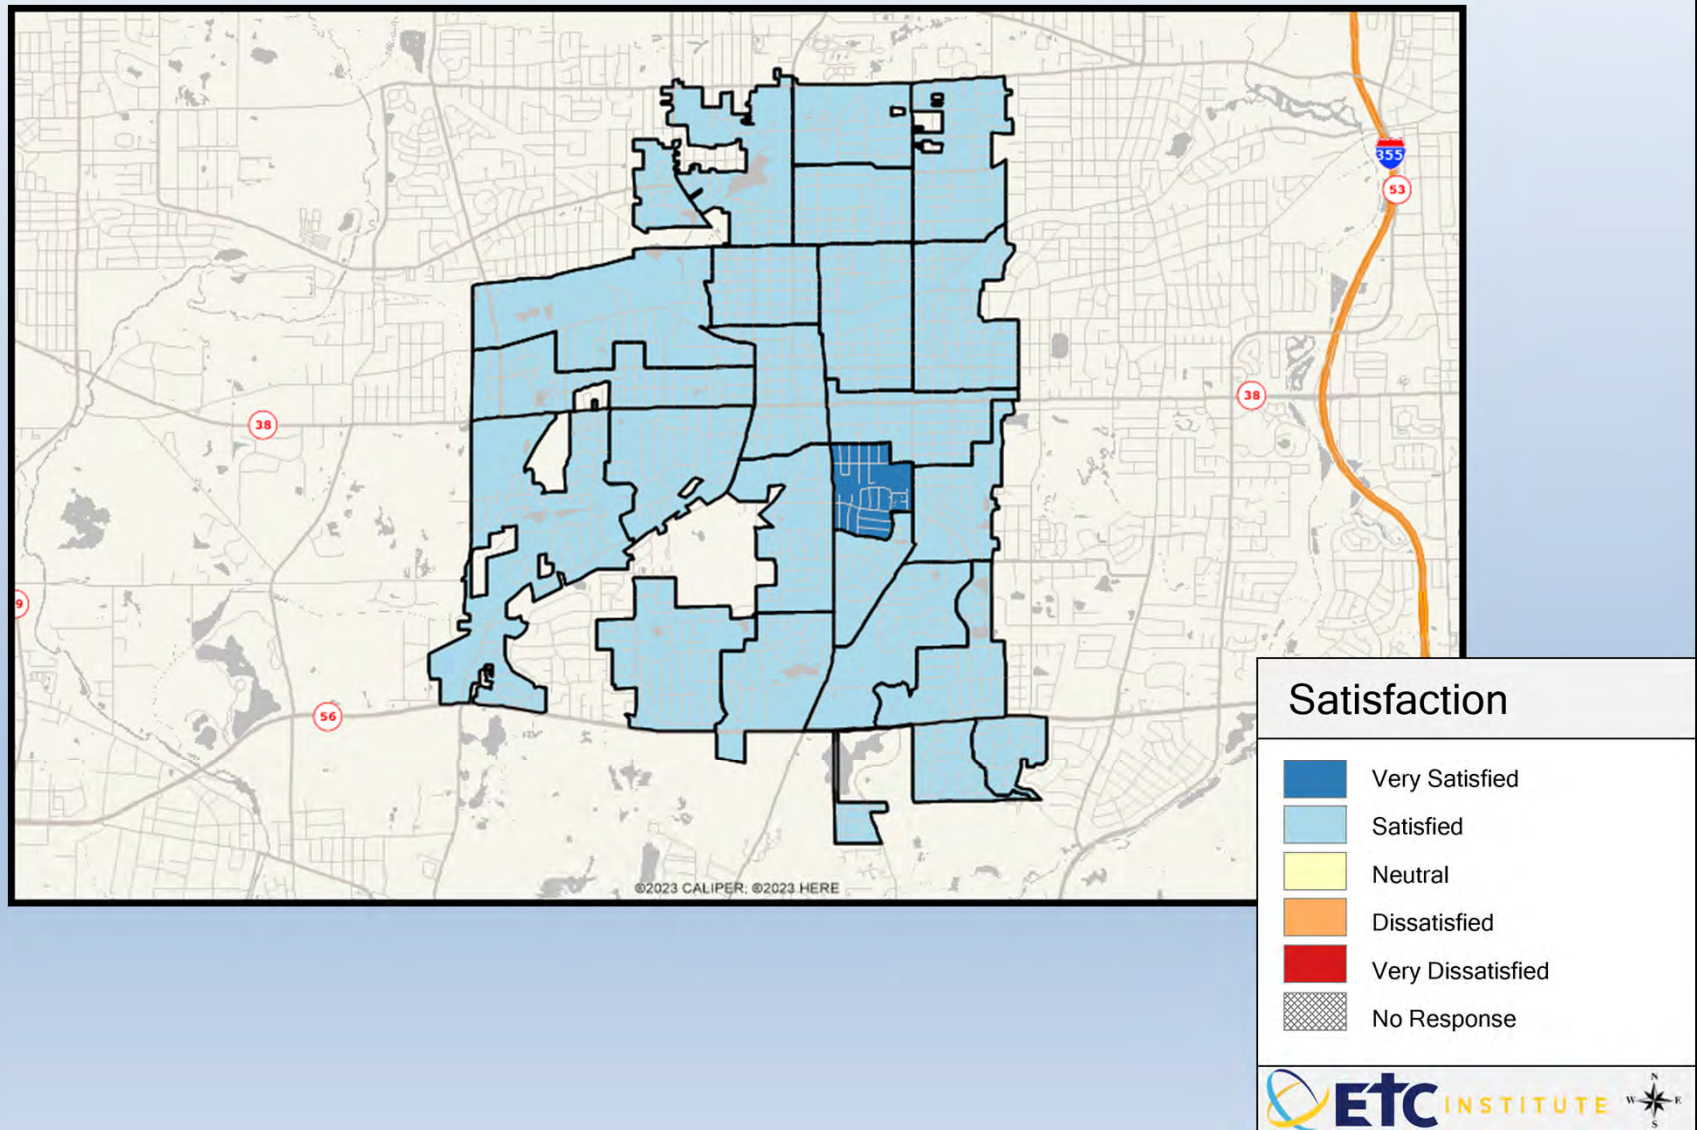 355
53
38
38
9
56
©2023 CALIPER; ©2023 HERE
Satisfaction
Very Satisfied
Satisfied
Neutral
Dissatisfied
Very Dissatisfied
No Response
ETC INSTITUTE
N
W E
S